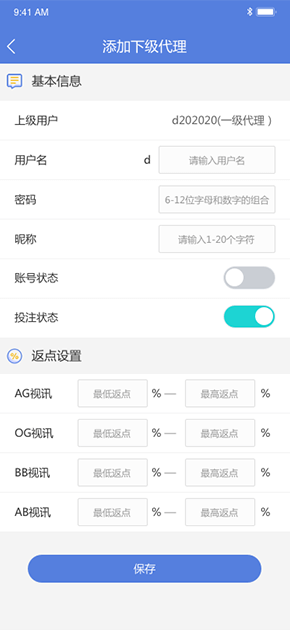 9:41 AM
添加下级代理
基本信息
上级用户 d202020(一级代理)
用户名 d 请输入用户名
密码 6-12位字母和数字的组合
昵称 请输入1-20个字符
账号状态
投注状态
返点设置
AG视讯 最低返点 % — 最高返点 %
OG视讯 最低返点 % — 最高返点 %
BB视讯 最低返点 % — 最高返点 %
AB视讯 最低返点 % — 最高返点 %
保存